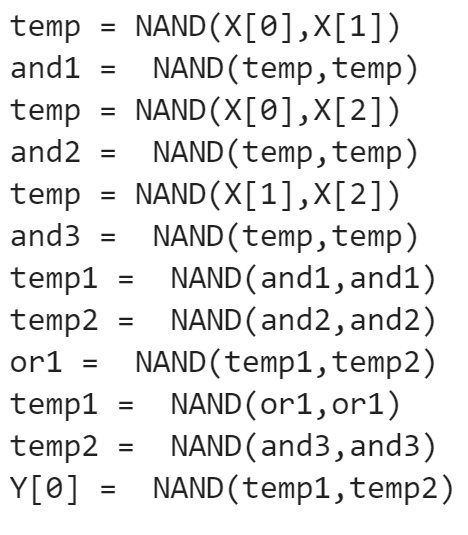 temp = NAND(X[0],X[1])
and1 =  NAND(temp,temp)
temp = NAND(X[0],X[2])
and2 =  NAND(temp,temp)
temp = NAND(X[1],X[2])
and3 =  NAND(temp,temp)
temp1 =  NAND(and1,and1)
temp2 =  NAND(and2,and2)
or1 =  NAND(temp1,temp2)
temp1 =  NAND(or1,or1)
temp2 =  NAND(and3,and3)
Y[0] =  NAND(temp1,temp2)